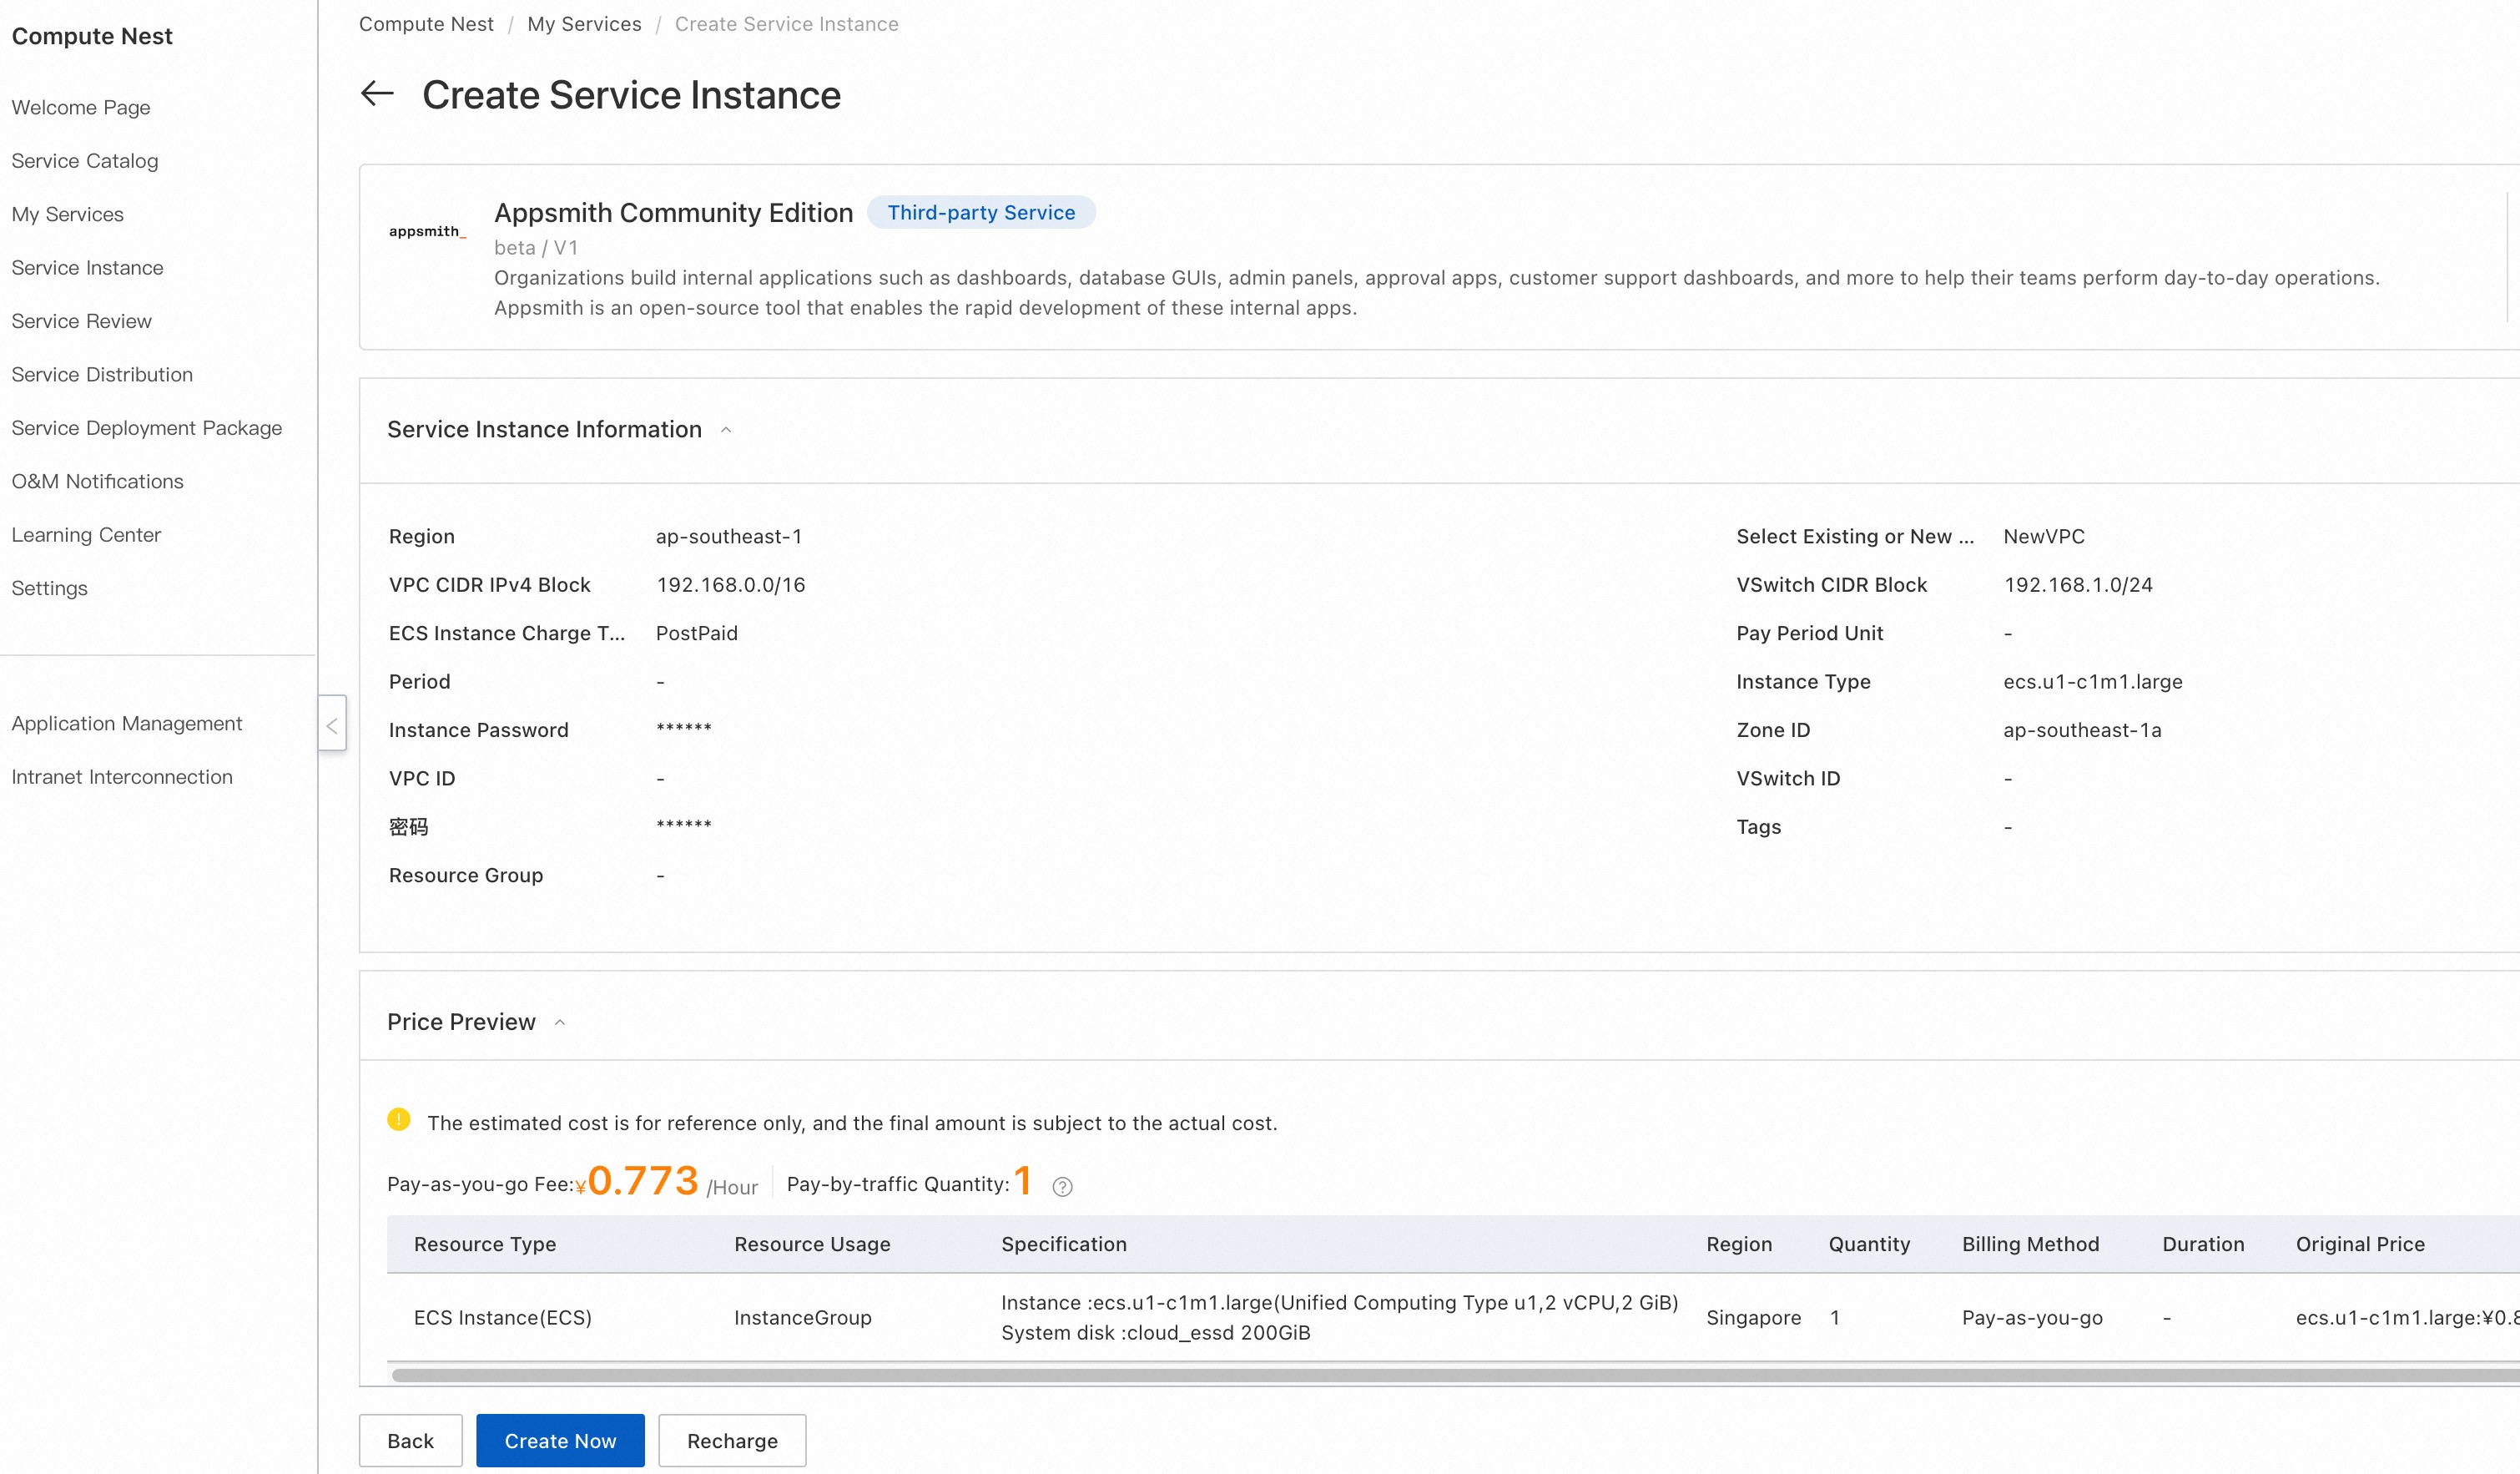 Compute Nest
Welcome Page
Service Catalog
My Services
Service Instance
Service Review
Service Distribution
Service Deployment Package
O&M Notifications
Learning Center
Settings
Application Management
Intranet Interconnection
Compute Nest / My Services / Create Service Instance
Create Service Instance
appsmith_
Appsmith Community Edition Third-party Service
beta / V1
Organizations build internal applications such as dashboards, database GUIs, admin panels, approval apps, customer support dashboards, and more to help their teams perform day-to-day operations.
Appsmith is an open-source tool that enables the rapid development of these internal apps.
Service Instance Information
Region ap-southeast-1 Select Existing or New ... NewVPC
VPC CIDR IPv4 Block 192.168.0.0/16 VSwitch CIDR Block 192.168.1.0/24
ECS Instance Charge T... PostPaid Pay Period Unit -
Period - Instance Type ecs.u1-c1m1.large
Instance Password ****** Zone ID ap-southeast-1a
VPC ID - VSwitch ID -
密码 ****** Tags -
Resource Group -
Price Preview
The estimated cost is for reference only, and the final amount is subject to the actual cost.
Pay-as-you-go Fee:¥0.773 /Hour Pay-by-traffic Quantity: 1
Resource Type Resource Usage Specification Region Quantity Billing Method Duration Original Price
ECS Instance(ECS) InstanceGroup Instance :ecs.u1-c1m1.large(Unified Computing Type u1,2 vCPU,2 GiB) Singapore 1 Pay-as-you-go - ecs.u1-c1m1.large:¥0.8
System disk :cloud_essd 200GiB
Back Create Now Recharge